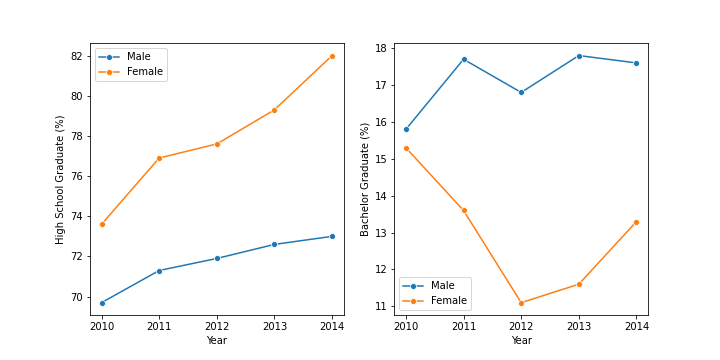 High School Graduate (%)
82
80
78
76
74
72
70
Male
Female
2010 2011 2012 2013 2014
Year
Bachelor Graduate (%)
18
17
16
15
14
13
12
11
Male
Female
2010 2011 2012 2013 2014
Year